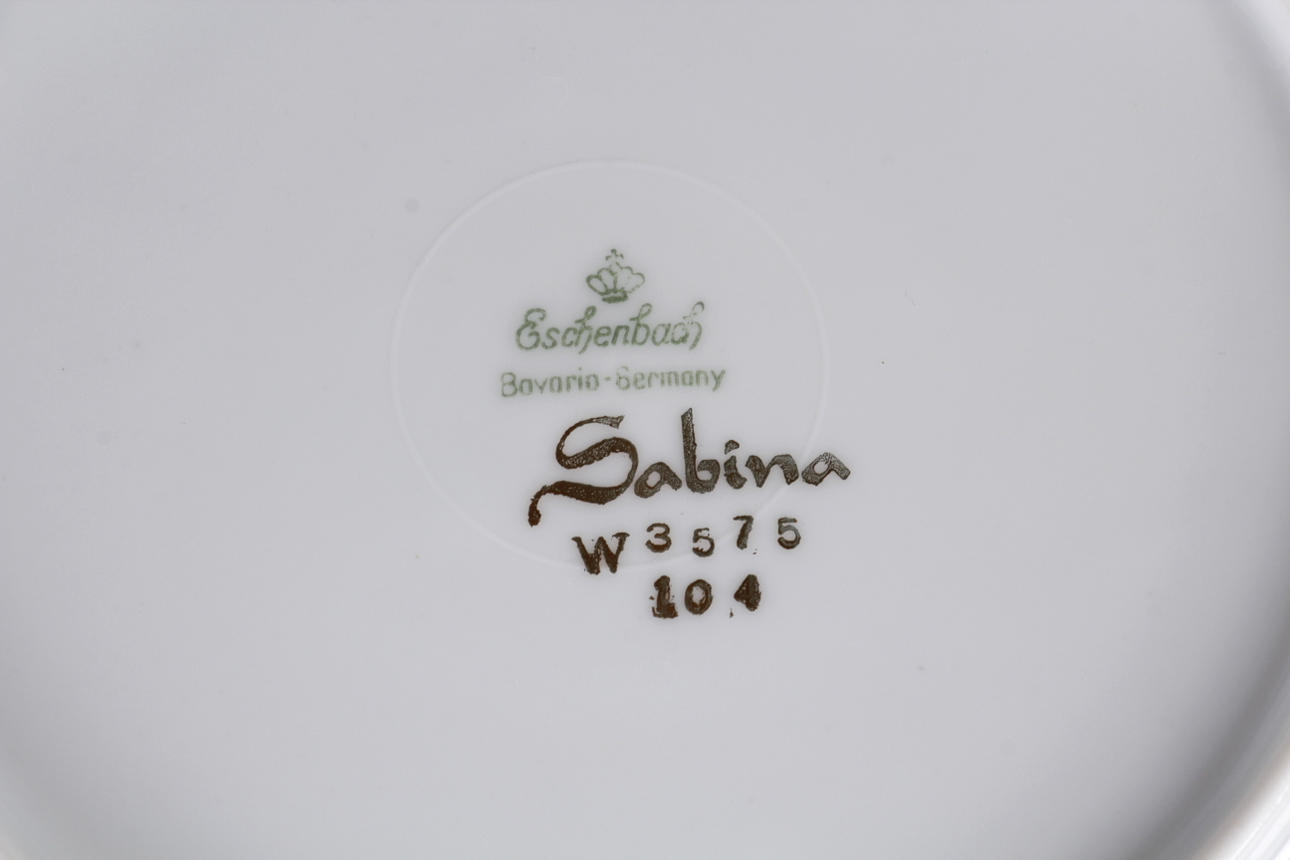 Eschenbach
Bavaria-Germany
Sabina
W 3575
104